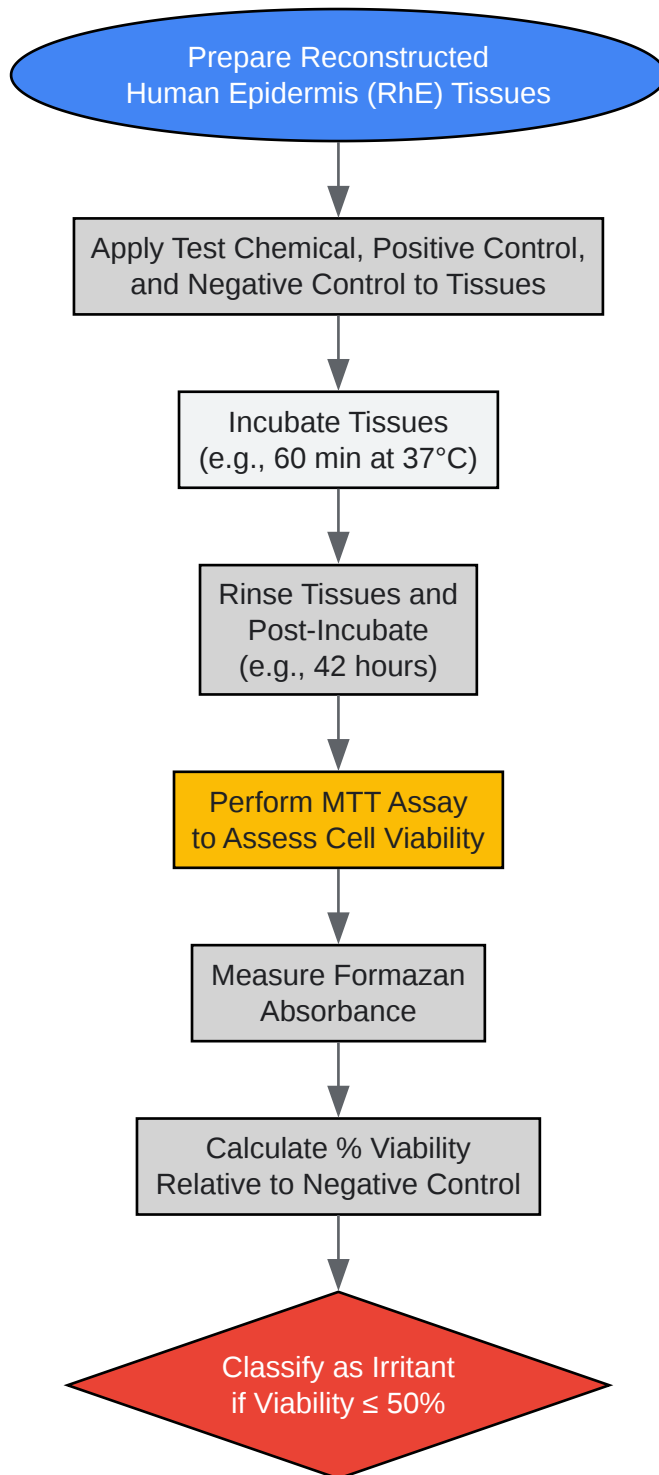 Prepare Reconstructed
Human Epidermis (RhE) Tissues
Apply Test Chemical, Positive Control,
and Negative Control to Tissues
Incubate Tissues
(e.g., 60 min at 37°C)
Rinse Tissues and
Post-Incubate
(e.g., 42 hours)
Perform MTT Assay
to Assess Cell Viability
Measure Formazan
Absorbance
Calculate % Viability
Relative to Negative Control
Classify as Irritant
if Viability ≤ 50%